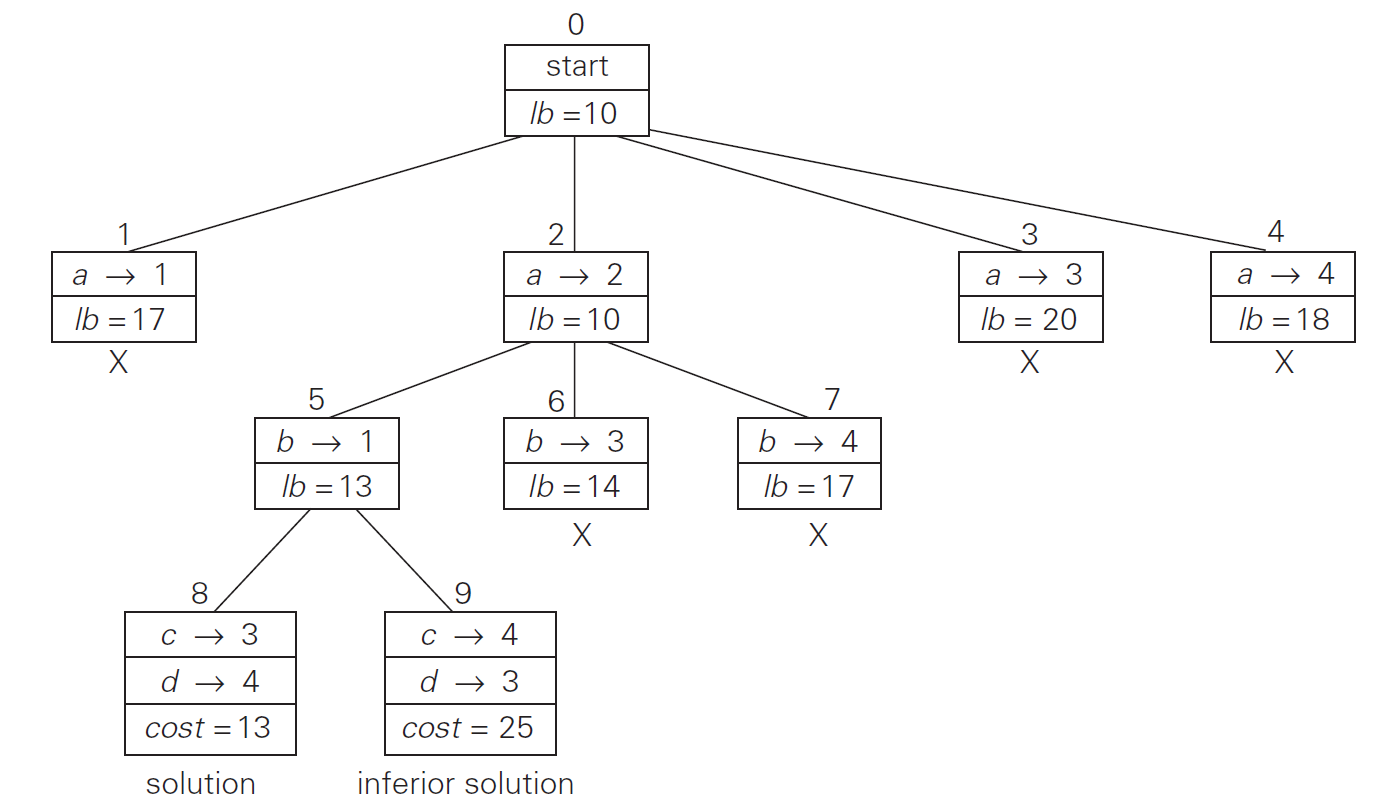 0
start
lb = 10
1
2
3
4
a → 1
a → 2
a → 3
a → 4
lb = 17
lb = 10
lb = 20
lb = 18
X
X
X
5
6
7
b → 1
b → 3
b → 4
lb = 13
lb = 14
lb = 17
X
X
8
9
c → 3
c → 4
d → 4
d → 3
cost = 13
cost = 25
solution
inferior solution